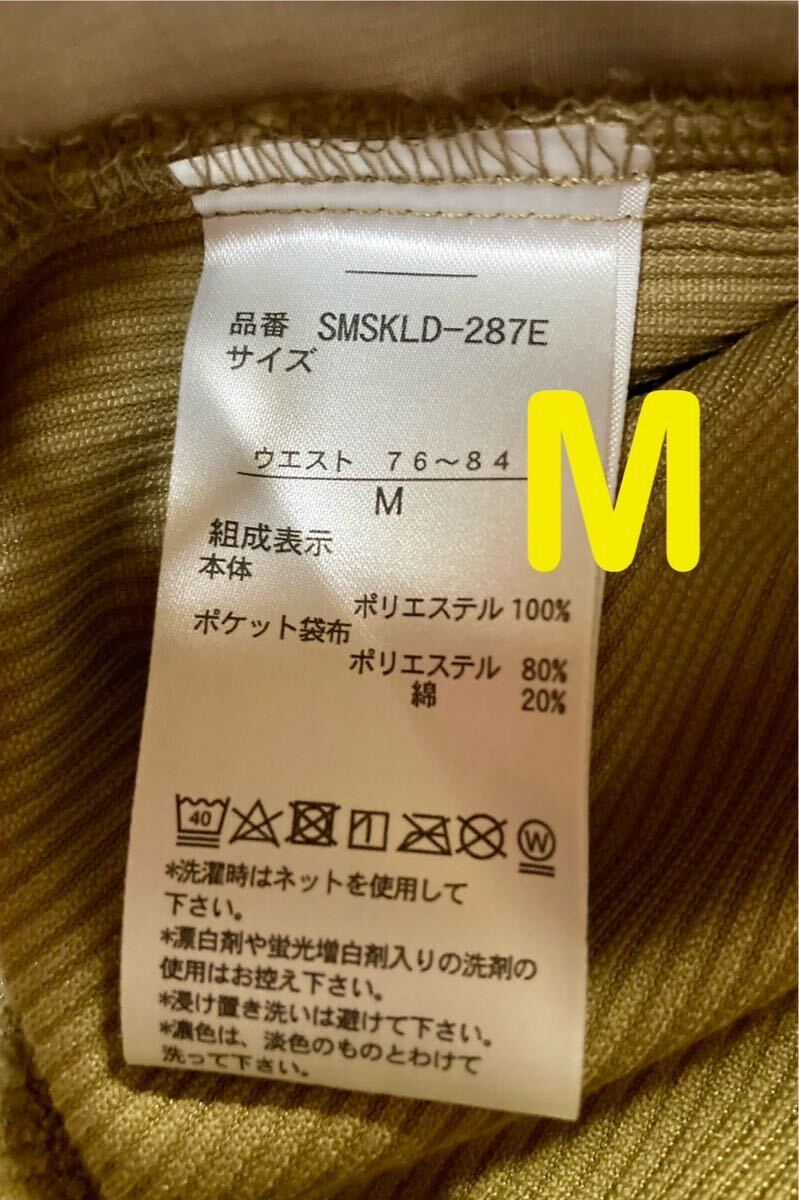 品番 SMSKLD-287E
サイズ
ウエスト 76～84
M
M
組成表示
本体
ポリエステル 100%
ポケット袋布
ポリエステル 80%
綿 20%
40
W
*洗濯時はネットを使用して
下さい。
*漂白剤や蛍光増白剤入りの洗剤の
使用はお控え下さい。
*浸け置き洗いは避けて下さい。
*濃色は、淡色のものとわけて
洗って下さい。